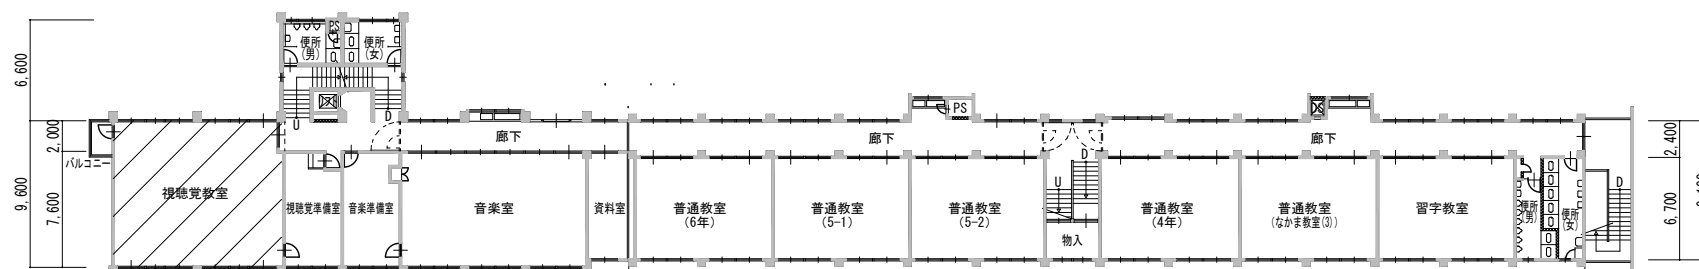 6,600
2,000
9,600
7,600
便所
(男)
PS
便所
(女)
U
D
バルコニー
視聴覚教室
視聴覚準備室
音楽準備室
廊下
音楽室
資料室
廊下
PS
普通教室
(6年)
普通教室
(5-1)
普通教室
(5-2)
U
D
物入
廊下
DS
普通教室
(4年)
普通教室
(なかま教室(3))
習字教室
便所
(男)
便所
(女)
D
2,400
6,700